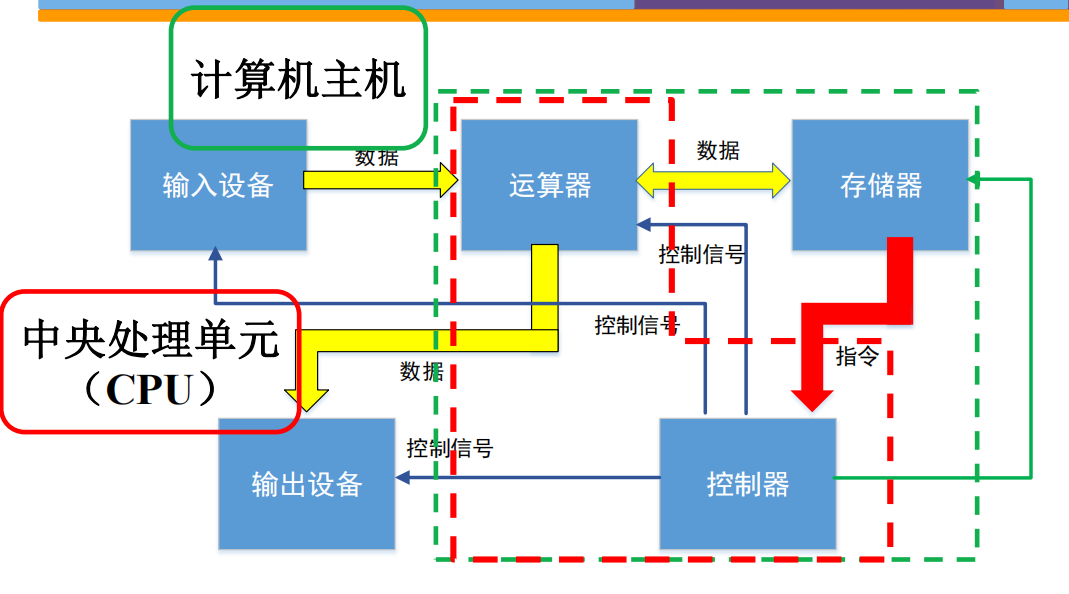 计算机主机
数据
数据
输入设备
运算器
存储器
控制信号
控制信号
中央处理单元
（CPU）
指令
数据
控制信号
输出设备
控制器